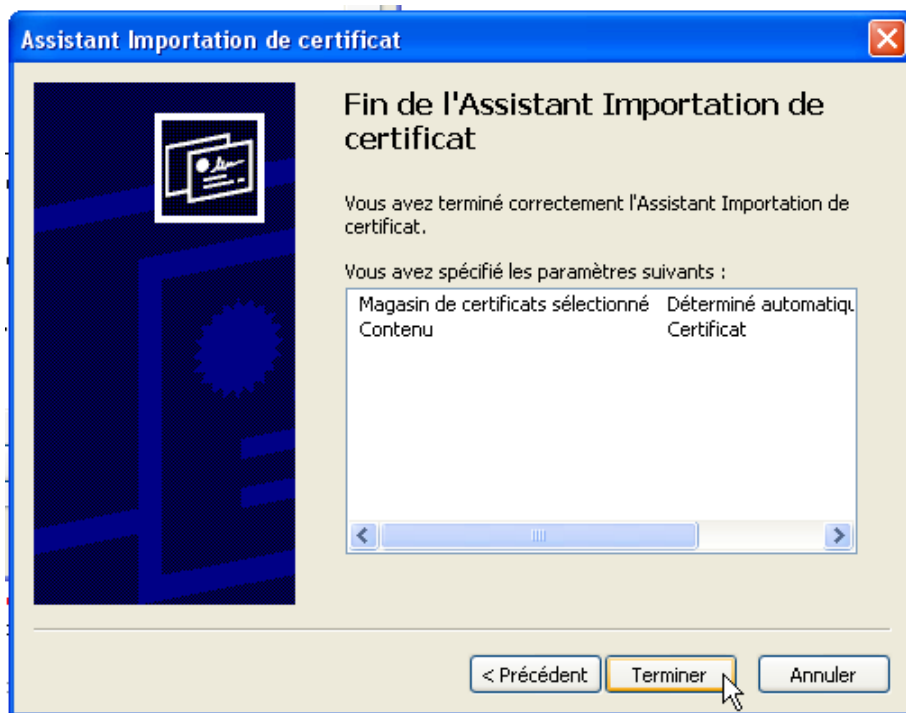 Assistant Importation de certificat
Fin de l'Assistant Importation de
certificat
Vous avez terminé correctement l'Assistant Importation de
certificat.
Vous avez spécifié les paramètres suivants :
Magasin de certificats sélectionné Déterminé automatiqu
Contenu Certificat
< Précédent Terminer Annuler